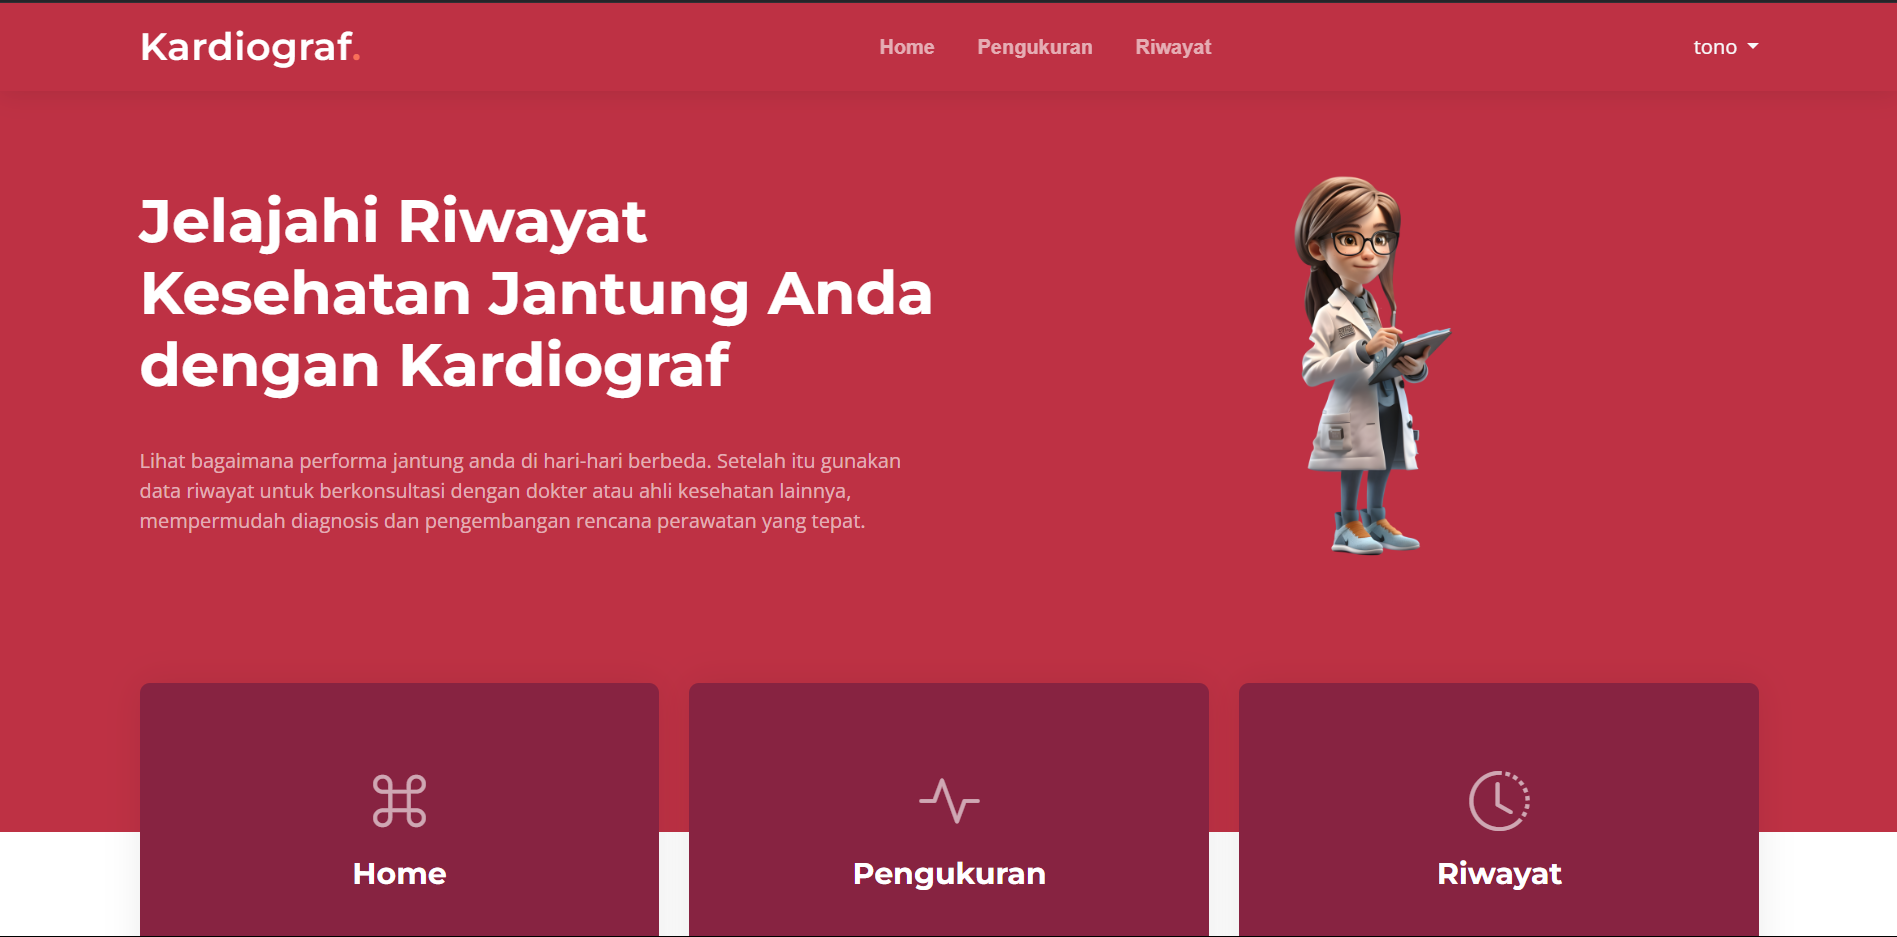 Kardiograf.
Home
Pengukuran
Riwayat
tono
Jelajahi Riwayat
Kesehatan Jantung Anda
dengan Kardiograf
Lihat bagaimana performa jantung anda di hari-hari berbeda. Setelah itu gunakan
data riwayat untuk berkonsultasi dengan dokter atau ahli kesehatan lainnya,
mempermudah diagnosis dan pengembangan rencana perawatan yang tepat.
Home
Pengukuran
Riwayat